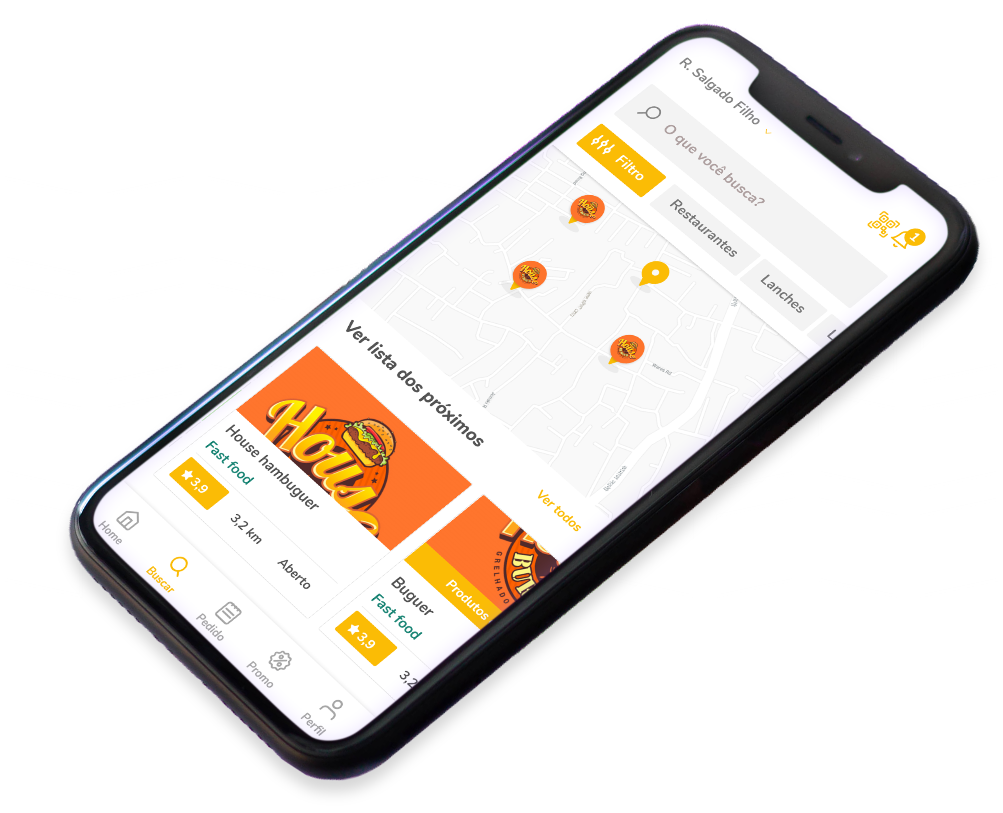 R. Salgado Filho
O que você busca?
1
Filtro
Restaurantes
Lanches
L
Ver lista dos próximos
Ver todos
Hous
House hambuguer
Fast food
3,9
3,2 km
Aberto
GRELHADO
Produtos
Buguer
Fast food
3,9
3,2
Home
Buscar
Pedido
Promo
Perfil